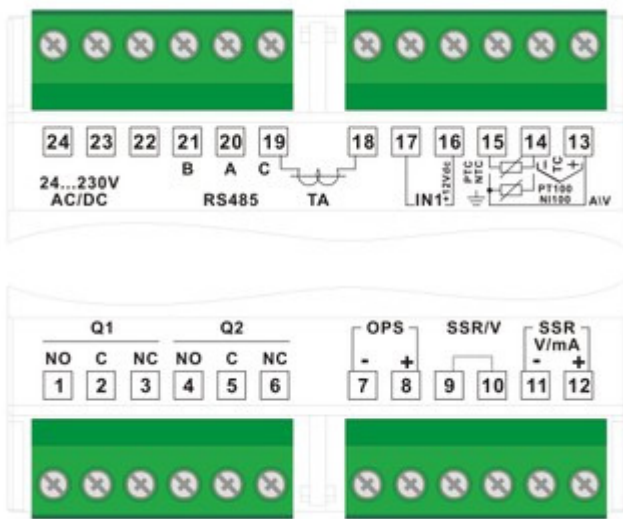 24 23 22 21 20 19 18 17 16 15 14 13
B A C
24...230V
AC/DC
RS485
TA
IN1
+12Vdc
PTC
NTC
- TC +
PT100
NI100
A\V
Q1 Q2 OPS SSR/V SSR
V/mA
NO C NC NO C NC - + - +
1 2 3 4 5 6 7 8 9 10 11 12